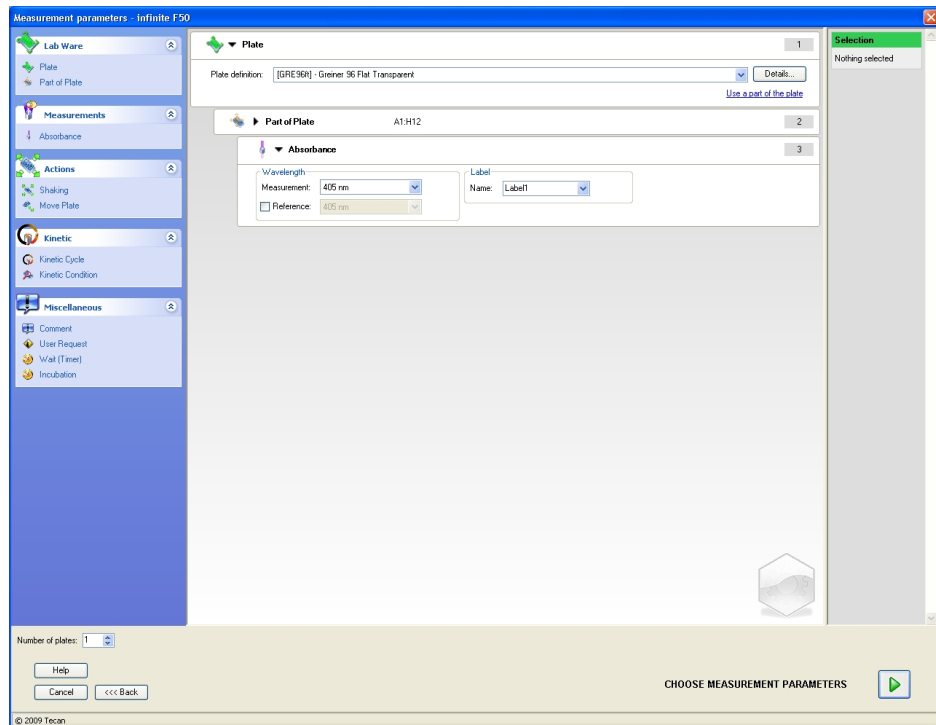 Measurement parameters - infinite F50
Lab Ware
Plate
Part of Plate
Measurements
Absorbance
Actions
Shaking
Move Plate
Kinetic
Kinetic Cycle
Kinetic Condition
Miscellaneous
Comment
User Request
Wait (Timer)
Incubation
Plate 1
Plate definition: [GRE96ft] - Greiner 96 Flat Transparent Details...
Use a part of the plate
Part of Plate A1:H12 2
Absorbance 3
Wavelength
Measurement: 405 nm
Reference: 405 nm
Label
Name: Label1
Selection
Nothing selected
Number of plates: 1
Help
Cancel <<< Back
CHOOSE MEASUREMENT PARAMETERS
© 2009 Tecan